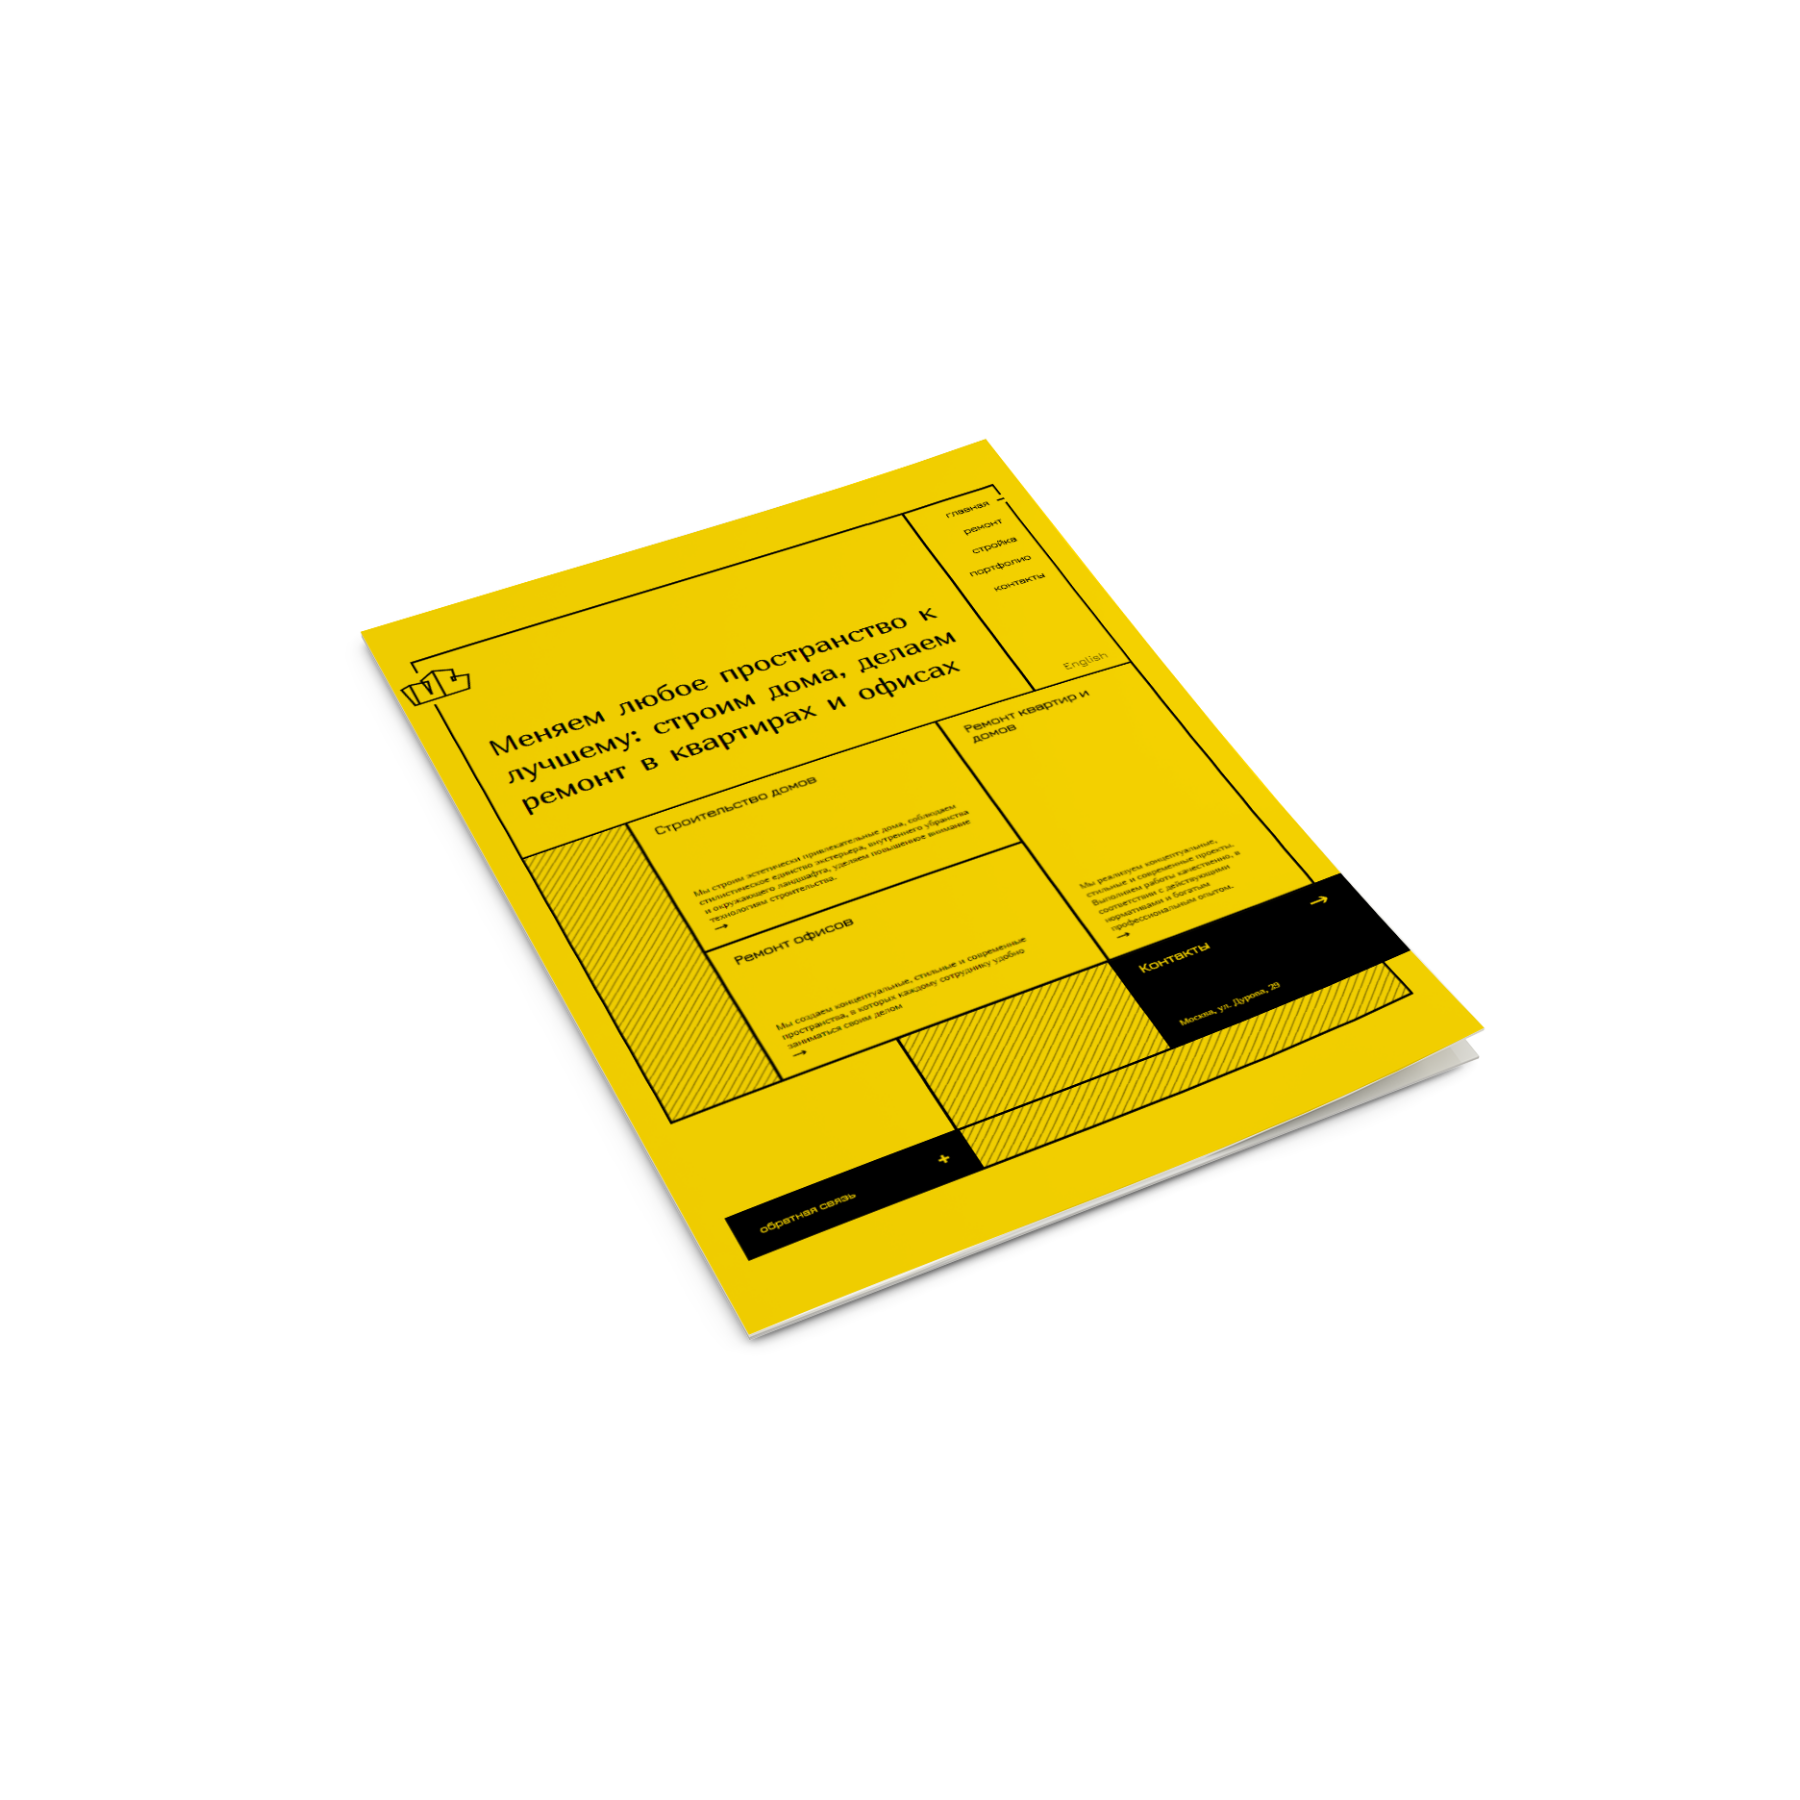 главная
ремонт
стройка
портфолио
контакты
English
Меняем любое пространство к
лучшему: строим дома, делаем
ремонт в квартирах и офисах
Строительство домов
Мы строим эстетически привлекательные дома, соблюдаем
стилистическое единство экстерьера, внутреннего убранства
и окружающего ландшафта, уделяем повышенное внимание
технологиям строительства.
→
Ремонт квартир и
домов
Мы реализуем концептуальные,
стильные и современные проекты.
Выполняем работы качественно, в
соответствии с действующими
нормативами и богатым
профессиональным опытом.
→
Ремонт офисов
Мы создаем концептуальные, стильные и современные
пространства, в которых каждому сотруднику удобно
заниматься своим делом
→
→
Контакты
Москва, ул. Дурова, 29
обратная связь +